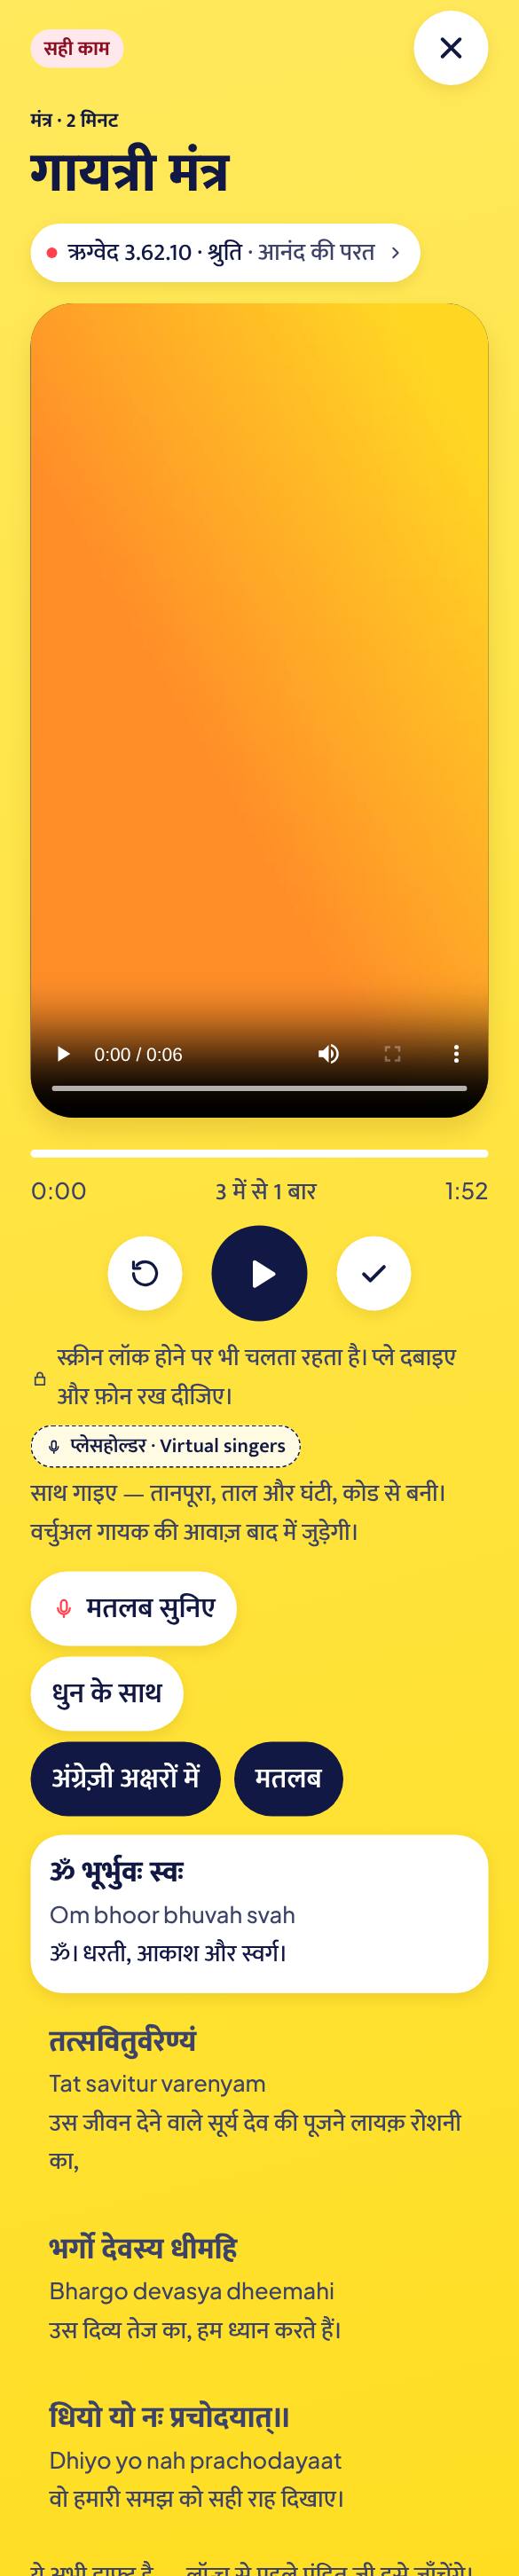 सही काम
मंत्र · 2 मिनट
गायत्री मंत्र
ऋग्वेद 3.62.10 · श्रुति · आनंद की परत
0:00 / 0:06
0:00 3 में से 1 बार 1:52
स्क्रीन लॉक होने पर भी चलता रहता है। प्ले दबाइए
और फ़ोन रख दीजिए।
प्लेसहोल्डर · Virtual singers
साथ गाइए — तानपूरा, ताल और घंटी, कोड से बनी।
वर्चुअल गायक की आवाज़ बाद में जुड़ेगी।
मतलब सुनिए
धुन के साथ
अंग्रेज़ी अक्षरों में मतलब
ॐ भूर्भुवः स्वः
Om bhoor bhuvah svah
ॐ। धरती, आकाश और स्वर्ग।
तत्सवितुर्वरेण्यं
Tat savitur varenyam
उस जीवन देने वाले सूर्य देव की पूजने लायक़ रोशनी
का,
भर्गो देवस्य धीमहि
Bhargo devasya dheemahi
उस दिव्य तेज का, हम ध्यान करते हैं।
धियो यो नः प्रचोदयात्॥
Dhiyo yo nah prachodayaat
वो हमारी समझ को सही राह दिखाए।
ये अभी ड्राफ़्ट है — लॉन्च से पहले पंडित जी इसे जाँचेंगे।